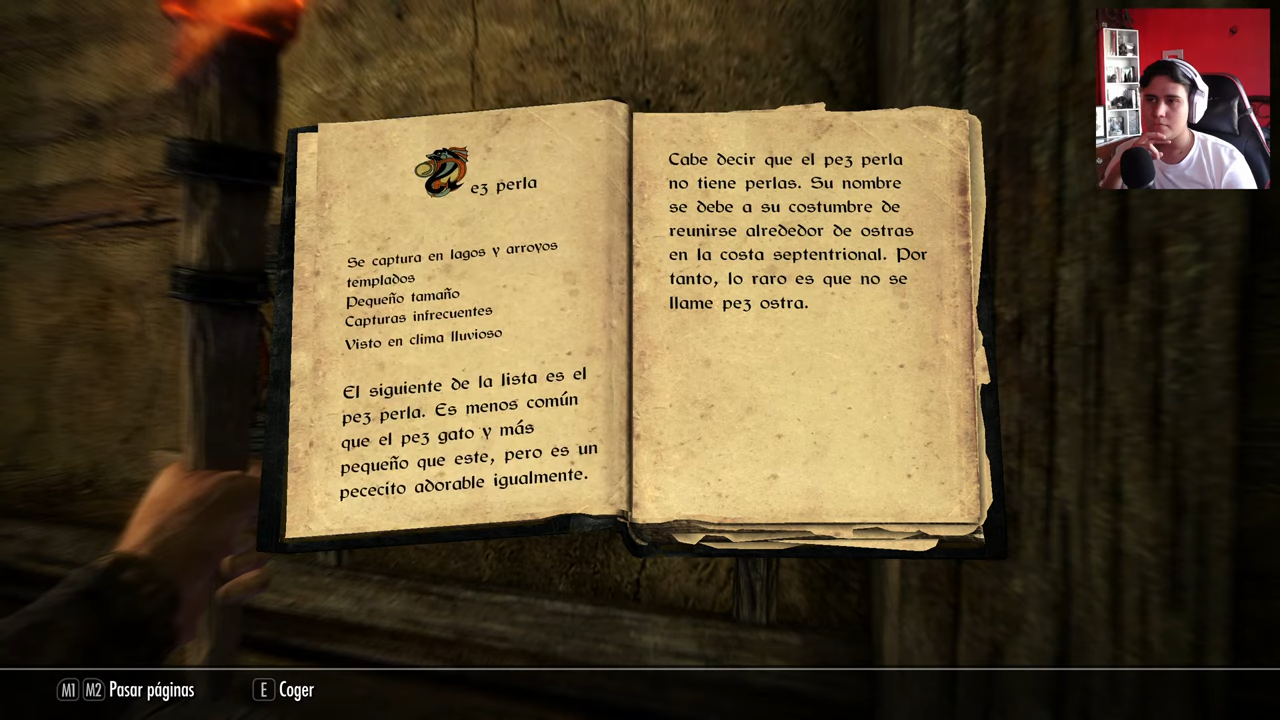 Pez perla
Se captura en lagos y arroyos
templados
Pequeño tamaño
Capturas infrecuentes
Visto en clima lluvioso
El siguiente de la lista es el
pez perla. Es menos común
que el pez gato y más
pequeño que este, pero es un
pececito adorable igualmente.
Cabe decir que el pez perla
no tiene perlas. Su nombre
se debe a su costumbre de
reunirse alrededor de ostras
en la costa septentrional. Por
tanto, lo raro es que no se
llame pez ostra.
M1 M2 Pasar páginas
E Coger